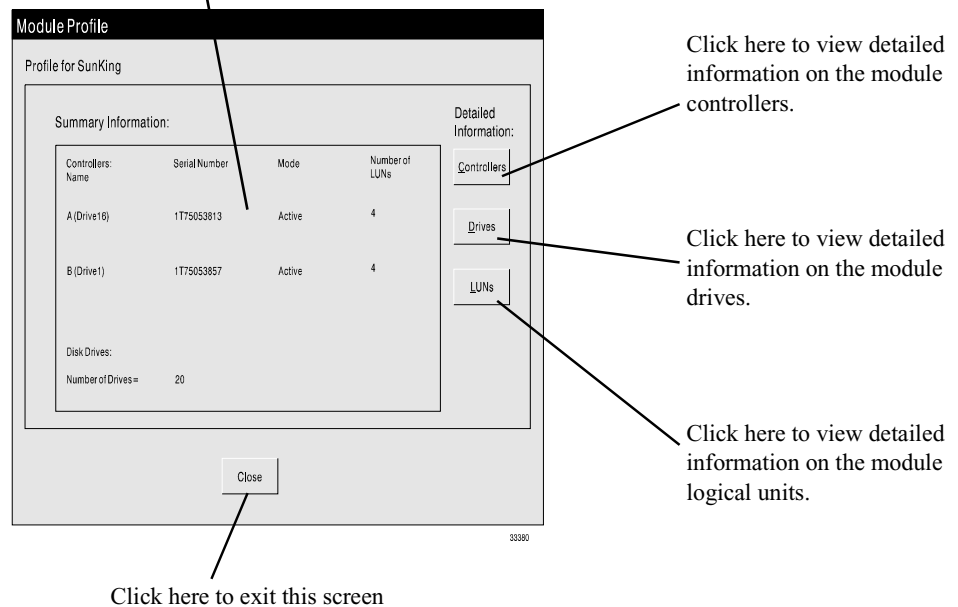 Module Profile
Profile for SunKing
Summary Information:
Controllers: Serial Number Mode Number of
Name LUNs
A (Drive16) 1T75053813 Active 4
B (Drive1) 1T75053857 Active 4
Disk Drives:
Number of Drives = 20
Detailed
Information:
Controllers
Drives
LUNs
Close
33380
Click here to view detailed
information on the module
controllers.
Click here to view detailed
information on the module
drives.
Click here to view detailed
information on the module
logical units.
Click here to exit this screen